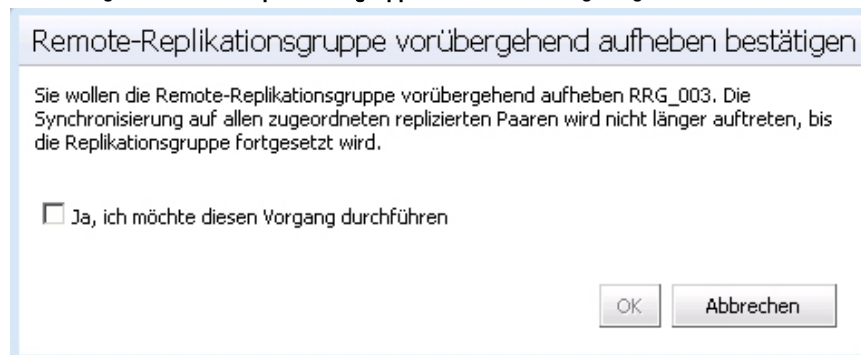 Remote-Replikationsgruppe vorübergehend aufheben bestätigen
Sie wollen die Remote-Replikationsgruppe vorübergehend aufheben RRG_003. Die
Synchronisierung auf allen zugeordneten replizierten Paaren wird nicht länger auftreten, bis
die Replikationsgruppe fortgesetzt wird.
Ja, ich möchte diesen Vorgang durchführen
OK
Abbrechen